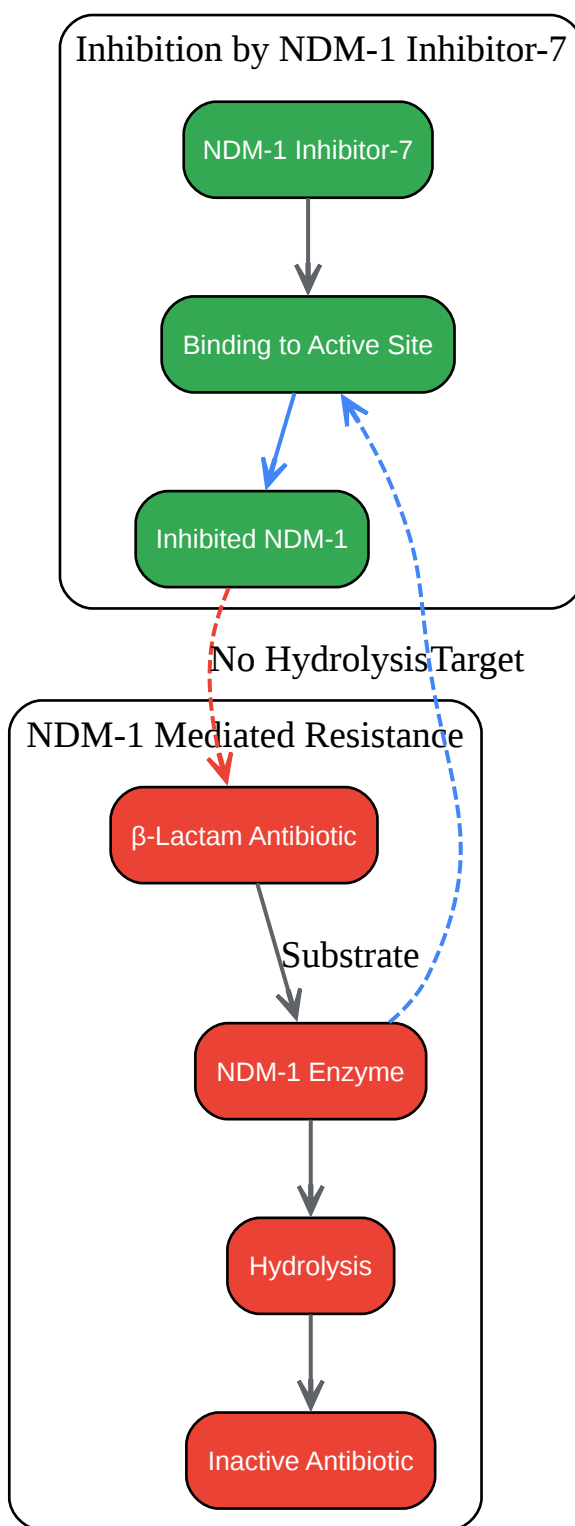 Inhibition by NDM-1 Inhibitor-7
NDM-1 Inhibitor-7
Binding to Active Site
Inhibited NDM-1
No Hydrolysis
Target
NDM-1 Mediated Resistance
β-Lactam Antibiotic
Substrate
NDM-1 Enzyme
Hydrolysis
Inactive Antibiotic